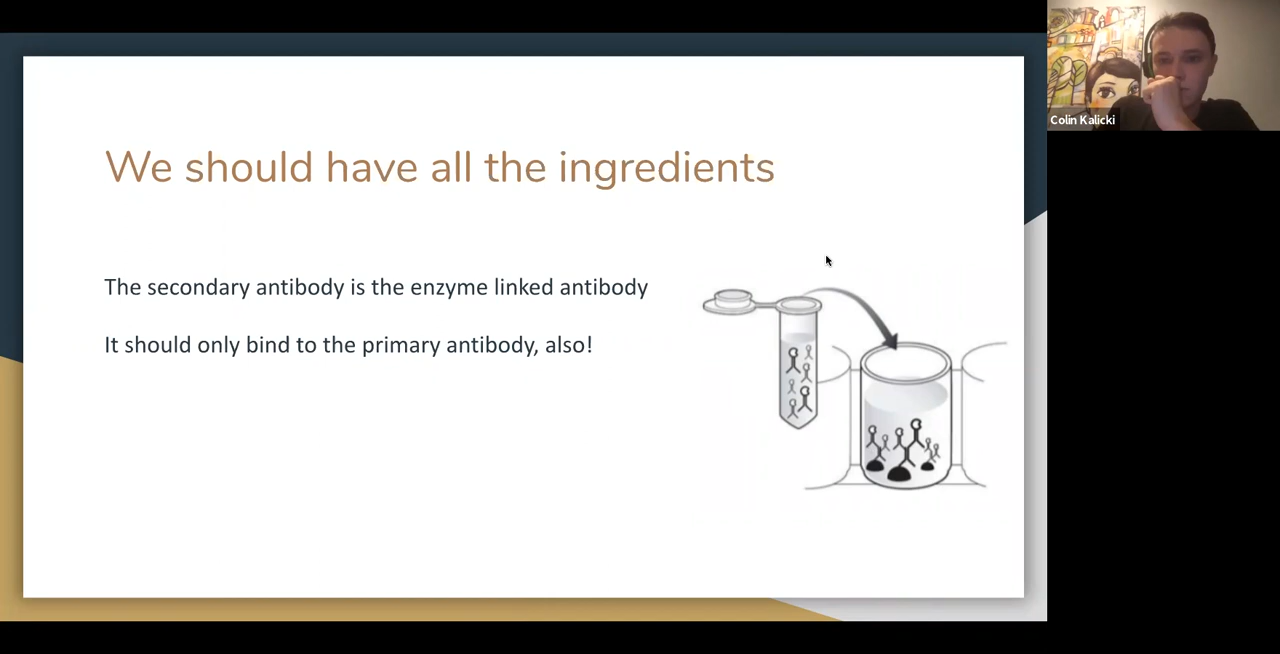 We should have all the ingredients
The secondary antibody is the enzyme linked antibody
It should only bind to the primary antibody, also!
Colin Kalicki